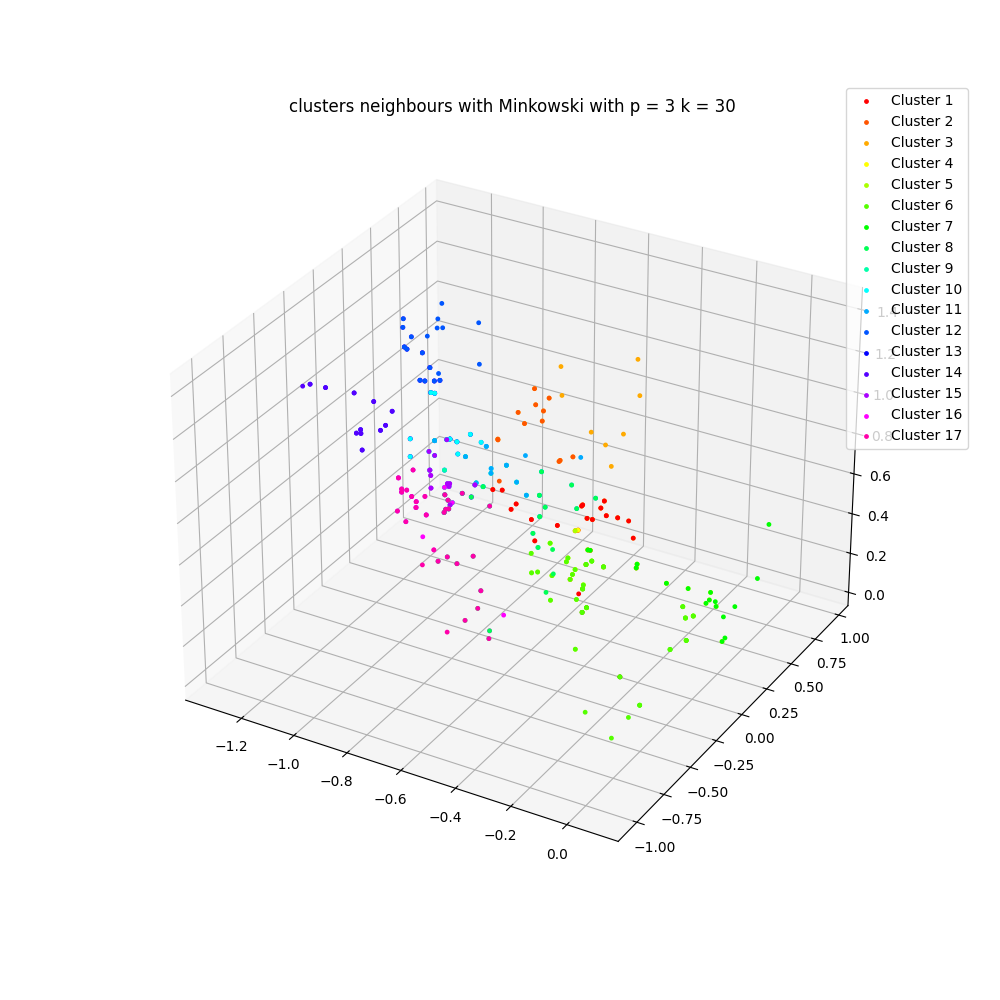 clusters neighbours with Minkowski with p = 3 k = 30
Cluster 1
Cluster 2
Cluster 3
Cluster 4
Cluster 5
Cluster 6
Cluster 7
Cluster 8
Cluster 9
Cluster 10
Cluster 11
Cluster 12
Cluster 13
Cluster 14
Cluster 15
Cluster 16
Cluster 17
1.2
1.0
0.8
0.6
0.4
0.2
0.0
1.00
0.75
0.50
0.25
0.00
−0.25
−0.50
−0.75
−1.00
−1.2
−1.0
−0.8
−0.6
−0.4
−0.2
0.0